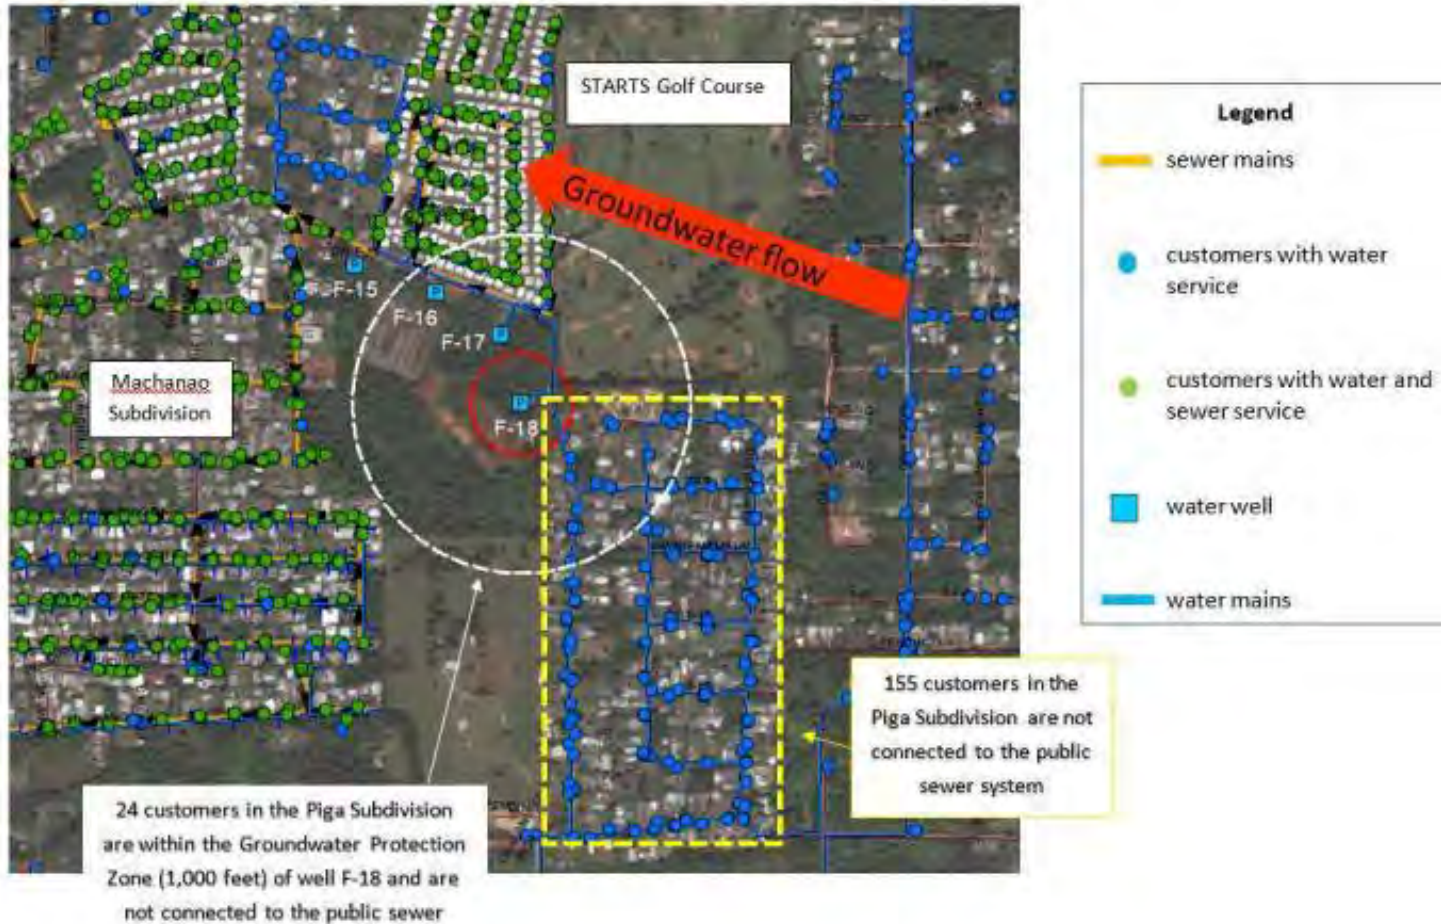 STARTS Golf Course
Groundwater flow
F-15
F-16
F-17
F-18
P
P
P
P
Machanao
Subdivision
155 customers in the
Piga Subdivision are not
connected to the public
sewer system
24 customers in the Piga Subdivision
are within the Groundwater Protection
Zone (1,000 feet) of well F-18 and are
not connected to the public sewer
Legend
sewer mains
customers with water
service
customers with water and
sewer service
water well
water mains